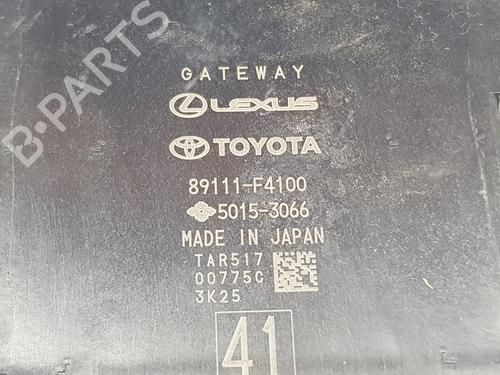 B-PARTS
GATEWAY
LEXUS
TOYOTA
89111-F4100
5015-3066
MADE IN JAPAN
TAR517
00775C
3K25
41